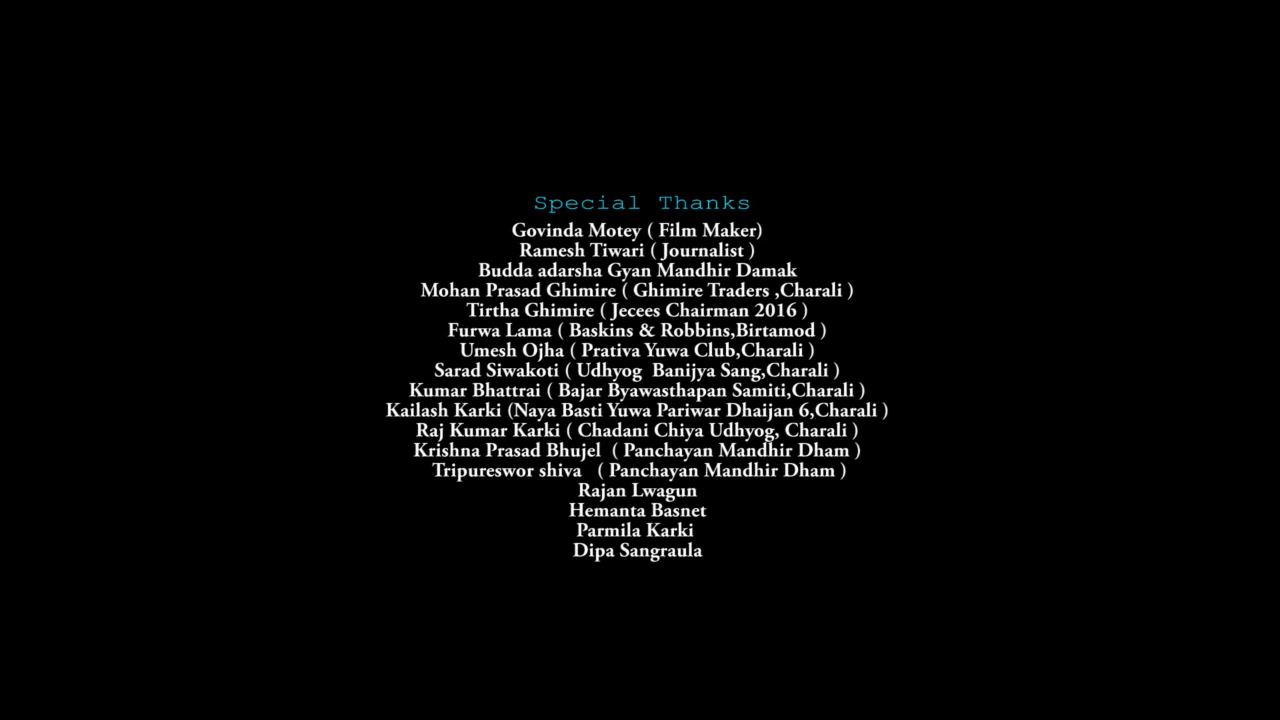 Special Thanks
Govinda Motey ( Film Maker)
Ramesh Tiwari ( Journalist )
Budda adarsha Gyan Mandhir Damak
Mohan Prasad Ghimire ( Ghimire Traders ,Charali )
Tirtha Ghimire ( Jecees Chairman 2016 )
Furwa Lama ( Baskins & Robbins,Birtamod )
Umesh Ojha ( Prativa Yuwa Club,Charali )
Sarad Siwakoti ( Udhyog  Banijya Sang,Charali )
Kumar Bhattrai ( Bajar Byawasthapan Samiti,Charali )
Kailash Karki (Naya Basti Yuwa Pariwar Dhaijan 6,Charali )
Raj Kumar Karki ( Chadani Chiya Udhyog, Charali )
Krishna Prasad Bhujel  ( Panchayan Mandhir Dham )
Tripureswor shiva   ( Panchayan Mandhir Dham )
Rajan Lwagun
Hemanta Basnet
Parmila Karki
Dipa Sangraula